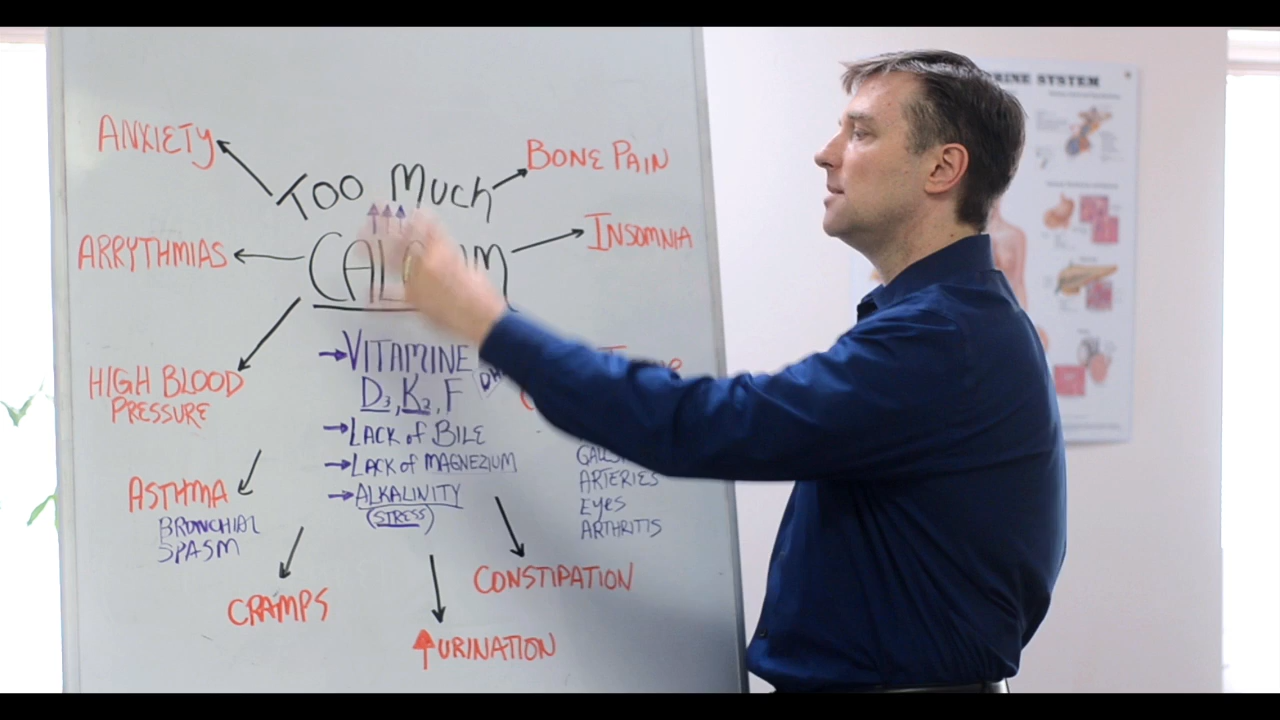 ANXIETY
TOO MUCH
BONE PAIN
ARRYTHMIAS
INSOMNIA
HIGH BLOOD
PRESSURE
VITAMINE
D3, K2, F
LACK of BILE
LACK of MAGNEZIUM
ALKALINITY
(STRESS)
ASTHMA
BRONCHIAL
SPASM
ARTERIES
EYES
ARTHRITIS
CRAMPS
CONSTIPATION
URINATION
SYSTEM